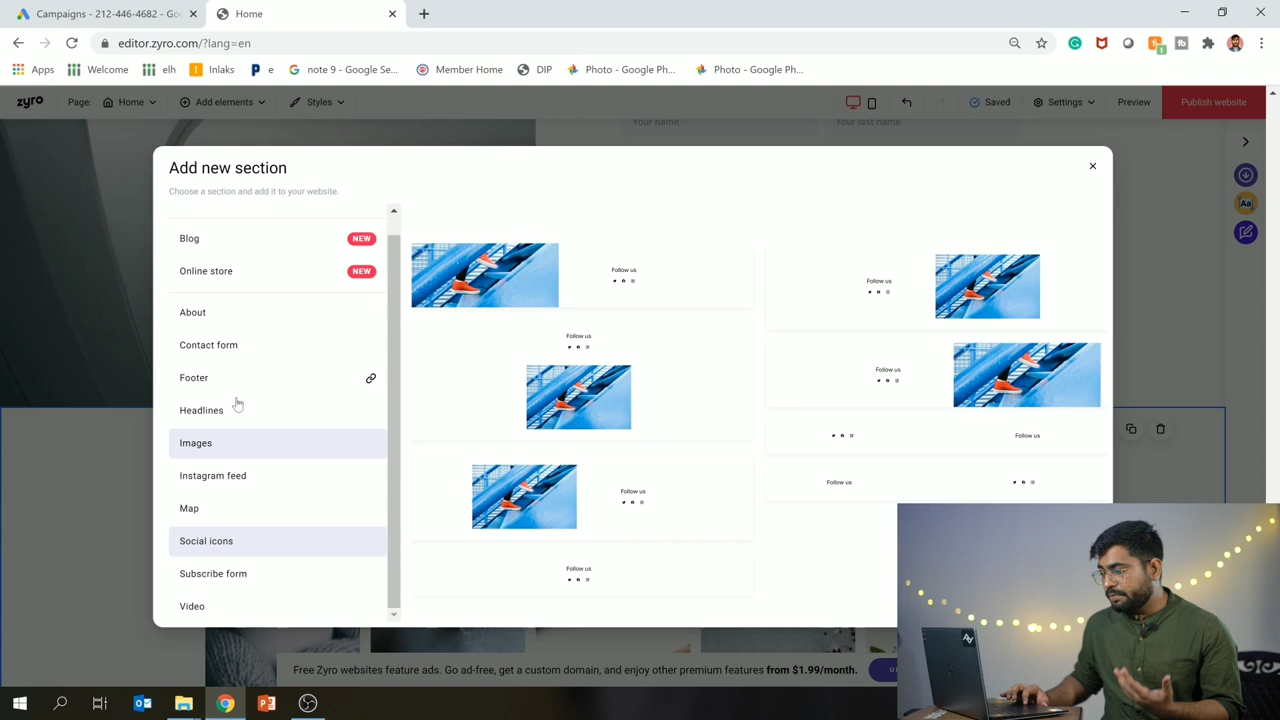 Campaigns - 212-446-4682 - Go
Home
editor.zyro.com/?lang=en
Apps
Welcome
elh
Inlaks
e
note 9 - Google Se...
Member Home
DIP
Photo - Google Ph...
Photo - Google Ph...
zyro
Page:
Home
Add elements
Styles
Saved
Settings
Preview
Publish website
Your name
Your last name
Add new section
Choose a section and add it to your website.
Blog
NEW
Online store
NEW
About
Contact form
Footer
Headlines
Images
Instagram feed
Map
Social icons
Subscribe form
Video
Follow us
Follow us
Follow us
Follow us
Follow us
Follow us
Follow us
Follow us
Aa
Free Zyro websites feature ads. Go ad-free, get a custom domain, and enjoy other premium features from $1.99/month.